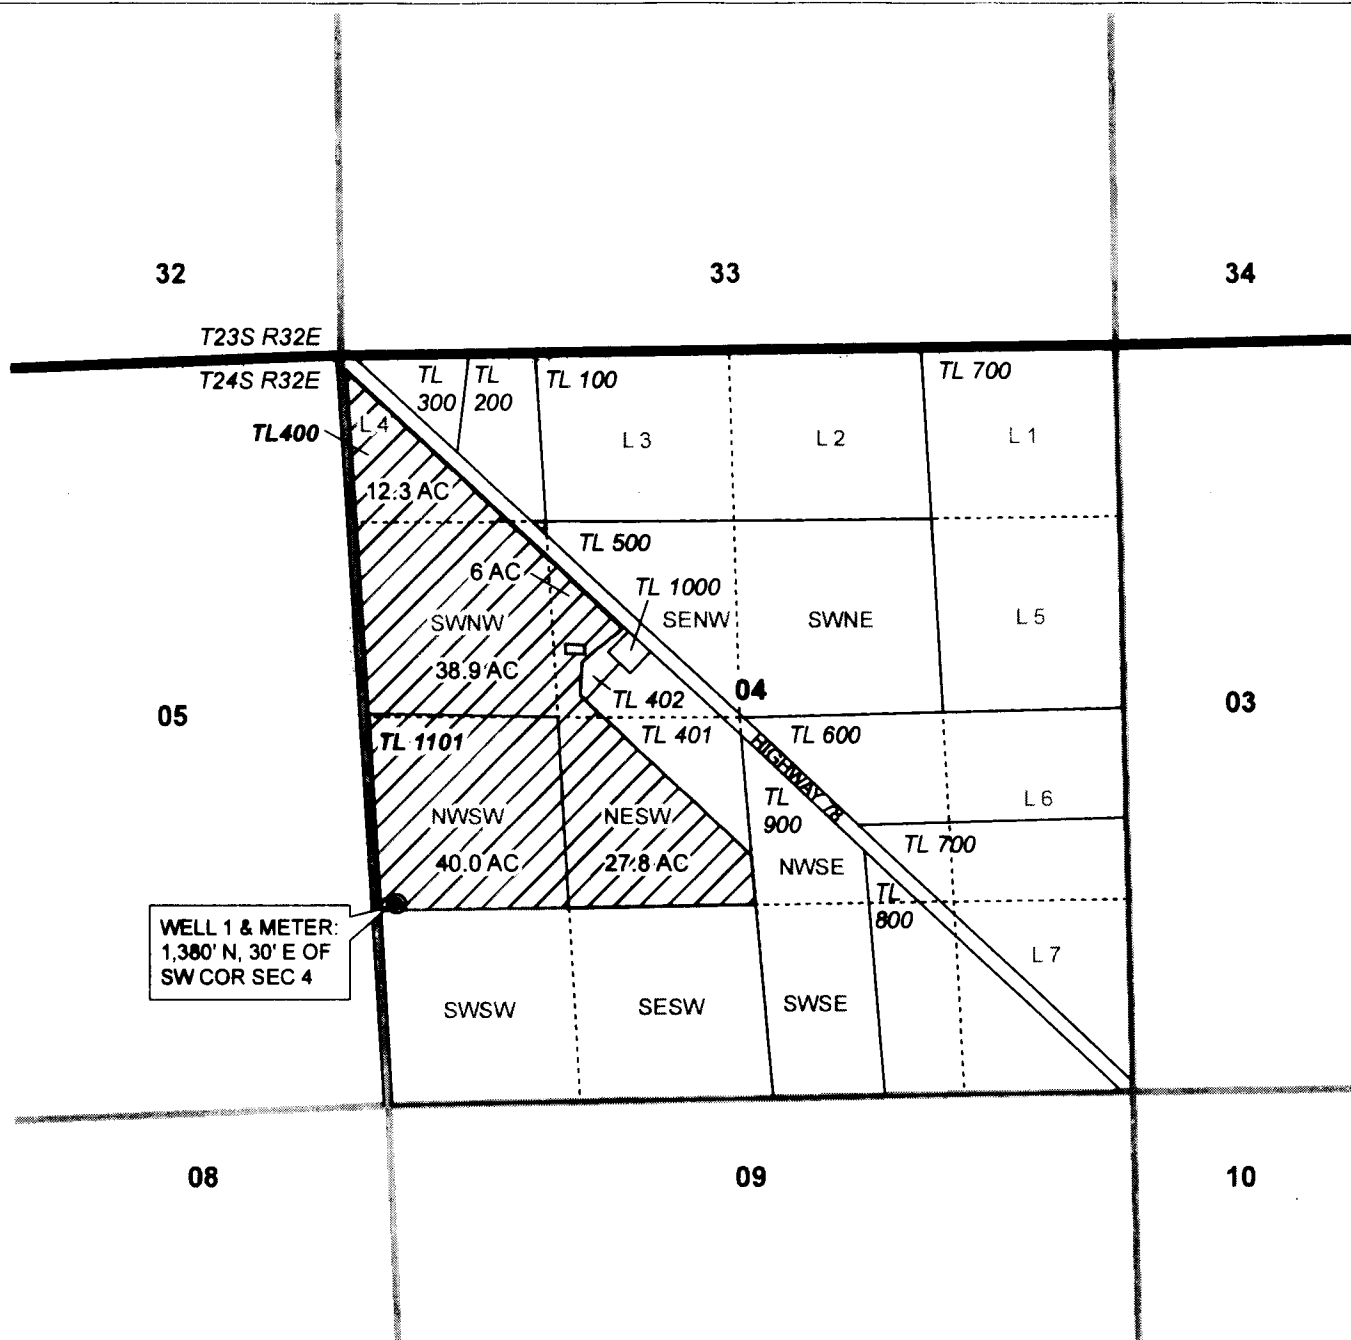 32
33
34
T23S R32E
T24S R32E
TL
300
TL
200
TL 100
TL 700
TL400
L 4
L 3
L 2
L 1
12.3 AC
TL 500
6 AC
TL 1000
SWNW
SENW
SWNE
L 5
38.9 AC
TL 402
04
05
03
TL 1101
TL 401
TL 600
HIGHWAY 78
TL
900
L 6
NWSW
NESW
TL 700
40.0 AC
27.8 AC
NWSE
TL
800
WELL 1 & METER:
1,380' N, 30' E OF
SW COR SEC 4
L 7
SWSW
SESW
SWSE
08
09
10